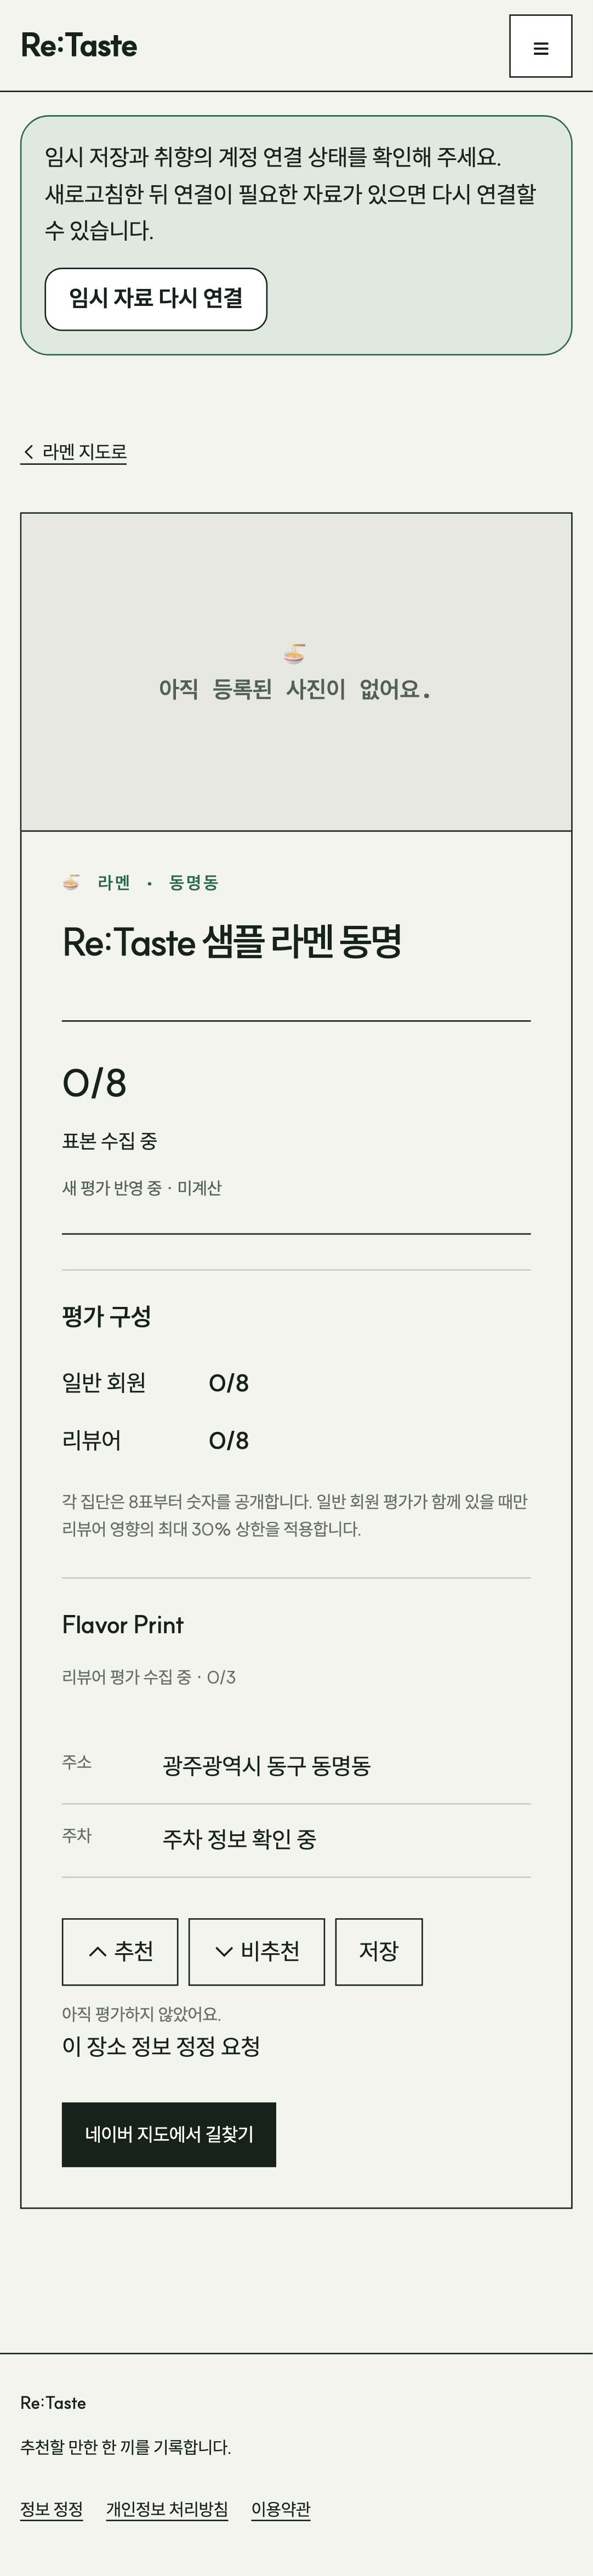 Re:Taste
임시 저장과 취향의 계정 연결 상태를 확인해 주세요.
새로고침한 뒤 연결이 필요한 자료가 있으면 다시 연결할
수 있습니다.
임시 자료 다시 연결
라멘 지도로
아직 등록된 사진이 없어요.
라멘 · 동명동
Re:Taste 샘플 라멘 동명
0/8
표본 수집 중
새 평가 반영 중 · 미계산
평가 구성
일반 회원 0/8
리뷰어 0/8
각 집단은 8표부터 숫자를 공개합니다. 일반 회원 평가가 함께 있을 때만
리뷰어 영향의 최대 30% 상한을 적용합니다.
Flavor Print
리뷰어 평가 수집 중 · 0/3
주소 광주광역시 동구 동명동
주차 주차 정보 확인 중
추천 비추천 저장
아직 평가하지 않았어요.
이 장소 정보 정정 요청
네이버 지도에서 길찾기
Re:Taste
추천할 만한 한 끼를 기록합니다.
정보 정정 개인정보 처리방침 이용약관